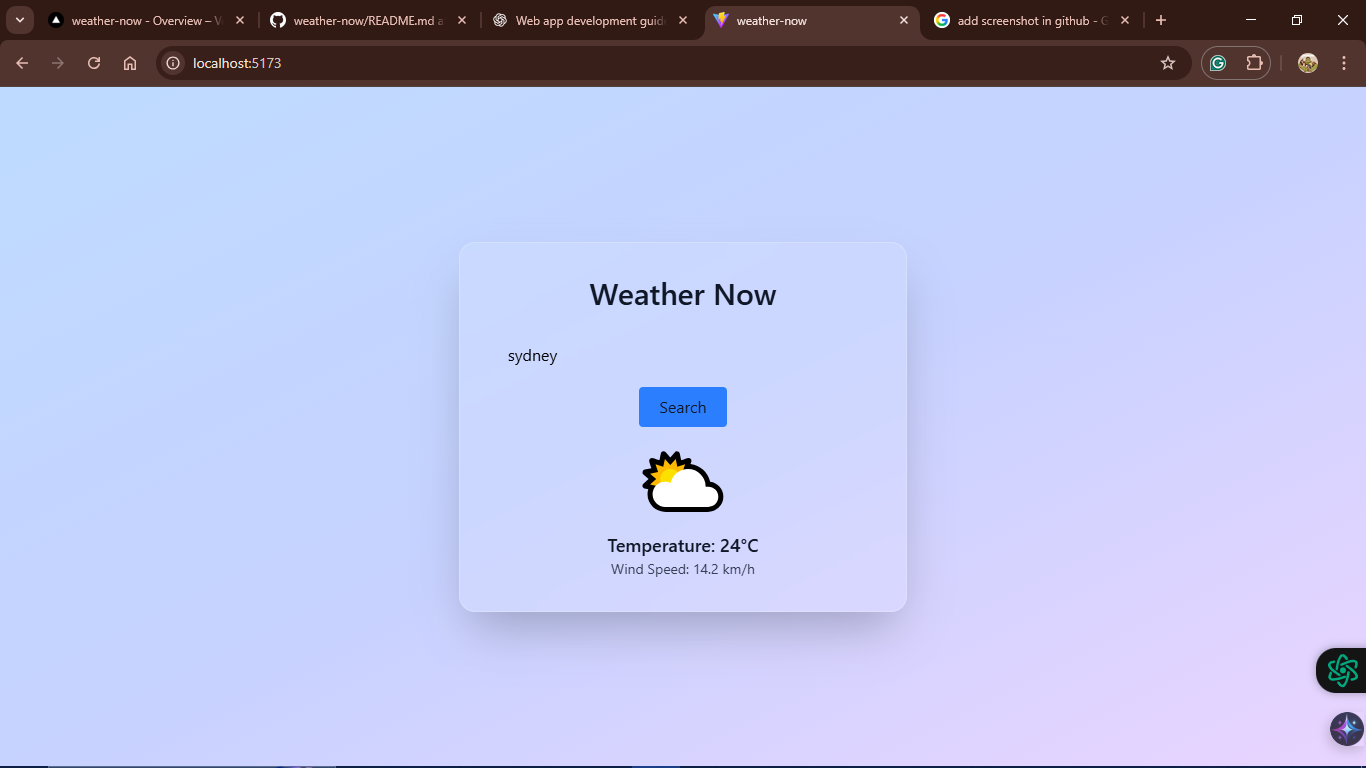 weather-now - Overview – V
weather-now/README.md a
Web app development guid
weather-now
add screenshot in github - G
localhost:5173
Weather Now
sydney
Search
Temperature: 24°C
Wind Speed: 14.2 km/h